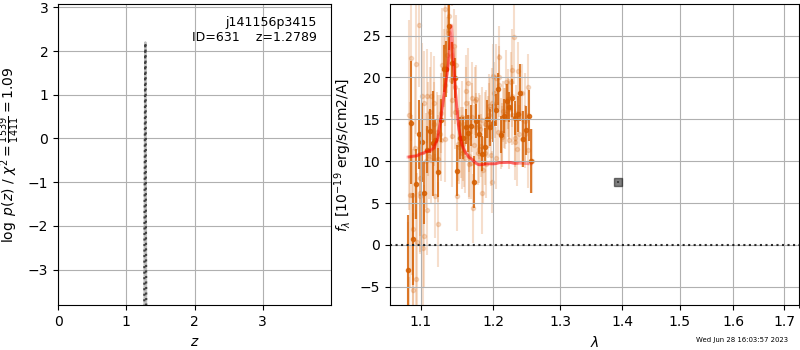 j141156p3415
ID=631 z=1.2789
log p(z) / χ² = 1539/1411 = 1.09
3
2
1
0
−1
−2
−3
0 1 2 3
z
fλ [10⁻¹⁹ erg/s/cm2/A]
25
20
15
10
5
0
−5
1.1 1.2 1.3 1.4 1.5 1.6 1.7
λ
Wed Jun 28 16:03:57 2023